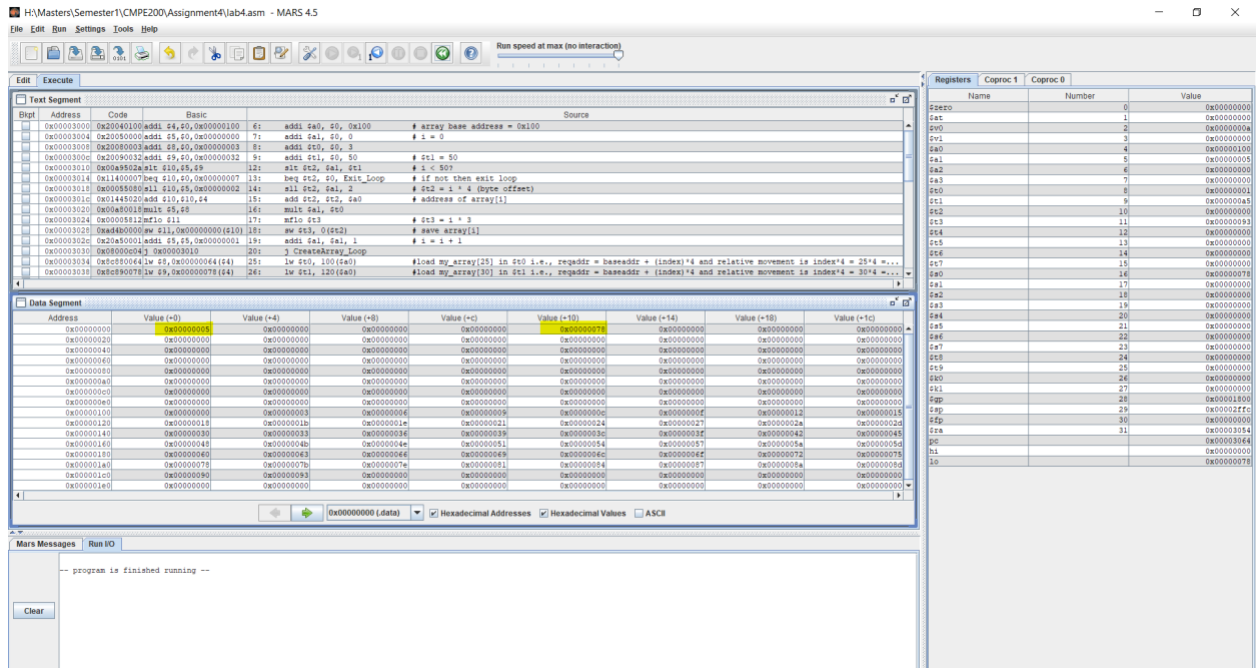 H:\Masters\Semester1\CMPE200\Assignment4\lab4.asm - MARS 4.5
File Edit Run Settings Tools Help
Run speed at max (no interaction)
Edit Execute
Text Segment
Bkpt Address Code Basic Source
0x00003000 0x20040100 addi $4,$0,0x00000100 6: addi $a0, $0, 0x100 # array base address = 0x100
0x00003004 0x20050000 addi $5,$0,0x00000000 7: addi $a1, $0, 0 # i = 0
0x00003008 0x20080003 addi $8,$0,0x00000003 8: addi $t0, $0, 3
0x0000300c 0x20090032 addi $9,$0,0x00000032 9: addi $t1, $0, 50 # $t1 = 50
0x00003010 0x00a9502a slt $10,$5,$9 12: slt $t2, $a1, $t1 # i < 50?
0x00003014 0x11400007 beq $10,$0,0x00000007 13: beq $t2, $0, Exit_Loop # if not then exit loop
0x00003018 0x00055080 sll $10,$5,0x00000002 14: sll $t2, $a1, 2 # $t2 = i * 4 (byte offset)
0x0000301c 0x01445020 add $10,$10,$4 15: add $t2, $t2, $a0 # address of array[i]
0x00003020 0x00a80018 mult $5,$8 16: mult $a1, $t0
0x00003024 0x00005812 mflo $11 17: mflo $t3 # $t3 = i * 3
0x00003028 0xad4b0000 sw $11,0x00000000($10) 18: sw $t3, 0($t2) # save array[i]
0x0000302c 0x20a50001 addi $5,$5,0x00000001 19: addi $a1, $a1, 1 # i = i + 1
0x00003030 0x08000c04 j 0x00003010 20: j CreateArray_Loop
0x00003034 0x8c880064 lw $8,0x00000064($4) 25: lw $t0, 100($a0) #load my_array[25] in $t0 i.e., reqaddr = baseaddr + (index)*4 and relative movement is index*4 = 25*4 =...
0x00003038 0x8c890078 lw $9,0x00000078($4) 26: lw $t1, 120($a0) #load my_array[30] in $t1 i.e., reqaddr = baseaddr + (index)*4 and relative movement is index*4 = 30*4 =...
Data Segment
Address Value (+0) Value (+4) Value (+8) Value (+c) Value (+10) Value (+14) Value (+18) Value (+1c)
0x00000000 0x00000005 0x00000000 0x00000000 0x00000000 0x00000078 0x00000000 0x00000000 0x00000000
0x00000020 0x00000000 0x00000000 0x00000000 0x00000000 0x00000000 0x00000000 0x00000000 0x00000000
0x00000040 0x00000000 0x00000000 0x00000000 0x00000000 0x00000000 0x00000000 0x00000000 0x00000000
0x00000060 0x00000000 0x00000000 0x00000000 0x00000000 0x00000000 0x00000000 0x00000000 0x00000000
0x00000080 0x00000000 0x00000000 0x00000000 0x00000000 0x00000000 0x00000000 0x00000000 0x00000000
0x000000a0 0x00000000 0x00000000 0x00000000 0x00000000 0x00000000 0x00000000 0x00000000 0x00000000
0x000000c0 0x00000000 0x00000000 0x00000000 0x00000000 0x00000000 0x00000000 0x00000000 0x00000000
0x000000e0 0x00000000 0x00000000 0x00000000 0x00000000 0x00000000 0x00000000 0x00000000 0x00000000
0x00000100 0x00000000 0x00000003 0x00000006 0x00000009 0x0000000c 0x0000000f 0x00000012 0x00000015
0x00000120 0x00000018 0x0000001b 0x0000001e 0x00000021 0x00000024 0x00000027 0x0000002a 0x0000002d
0x00000140 0x00000030 0x00000033 0x00000036 0x00000039 0x0000003c 0x0000003f 0x00000042 0x00000045
0x00000160 0x00000048 0x0000004b 0x0000004e 0x00000051 0x00000054 0x00000057 0x0000005a 0x0000005d
0x00000180 0x00000060 0x00000063 0x00000066 0x00000069 0x0000006c 0x0000006f 0x00000072 0x00000075
0x000001a0 0x00000078 0x0000007b 0x0000007e 0x00000081 0x00000084 0x00000087 0x0000008a 0x0000008d
0x000001c0 0x00000090 0x00000093 0x00000000 0x00000000 0x00000000 0x00000000 0x00000000 0x00000000
0x000001e0 0x00000000 0x00000000 0x00000000 0x00000000 0x00000000 0x00000000 0x00000000 0x00000000
0x00000000 (.data) Hexadecimal Addresses Hexadecimal Values ASCII
Mars Messages Run I/O
-- program is finished running --
Clear
Registers Coproc 1 Coproc 0
Name Number Value
$zero 0 0x00000000
$at 1 0x00000000
$v0 2 0x0000000a
$v1 3 0x00000000
$a0 4 0x00000100
$a1 5 0x00000005
$a2 6 0x00000000
$a3 7 0x00000000
$t0 8 0x00000001
$t1 9 0x000000a5
$t2 10 0x00000000
$t3 11 0x00000093
$t4 12 0x00000000
$t5 13 0x00000000
$t6 14 0x00000000
$t7 15 0x00000000
$s0 16 0x00000078
$s1 17 0x00000000
$s2 18 0x00000000
$s3 19 0x00000000
$s4 20 0x00000000
$s5 21 0x00000000
$s6 22 0x00000000
$s7 23 0x00000000
$t8 24 0x00000000
$t9 25 0x00000000
$k0 26 0x00000000
$k1 27 0x00000000
$gp 28 0x00001800
$sp 29 0x00002ffc
$fp 30 0x00000000
$ra 31 0x00003054
pc 0x00003064
hi 0x00000000
lo 0x00000078